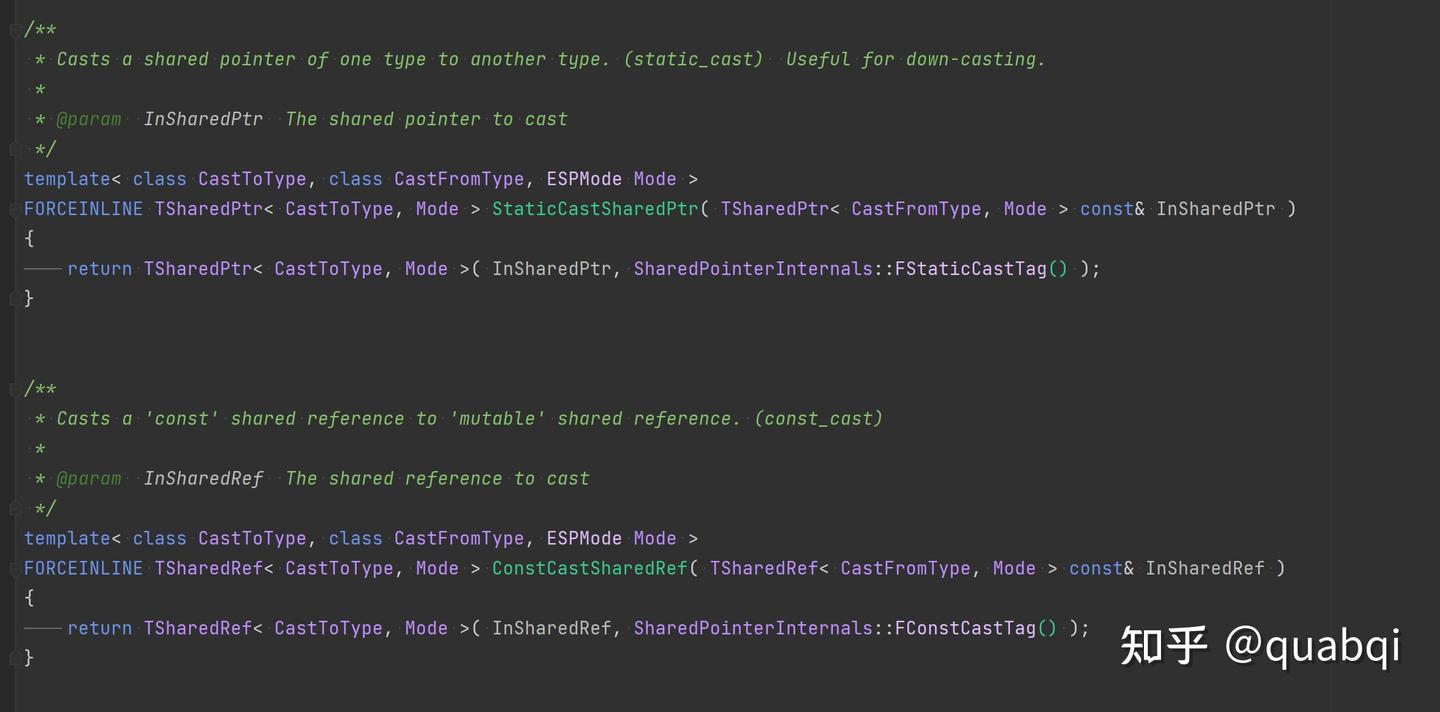 /**
 * Casts a shared pointer of one type to another type. (static_cast)  Useful for down-casting.
 *
 * @param  InSharedPtr  The shared pointer to cast
 */
template< class CastToType, class CastFromType, ESPMode Mode >
FORCEINLINE TSharedPtr< CastToType, Mode > StaticCastSharedPtr( TSharedPtr< CastFromType, Mode > const& InSharedPtr )
{
    return TSharedPtr< CastToType, Mode >( InSharedPtr, SharedPointerInternals::FStaticCastTag() );
}
/**
 * Casts a 'const' shared reference to 'mutable' shared reference. (const_cast)
 *
 * @param  InSharedRef  The shared reference to cast
 */
template< class CastToType, class CastFromType, ESPMode Mode >
FORCEINLINE TSharedRef< CastToType, Mode > ConstCastSharedRef( TSharedRef< CastFromType, Mode > const& InSharedRef )
{
    return TSharedRef< CastToType, Mode >( InSharedRef, SharedPointerInternals::FConstCastTag() );
}
知乎 @quabqi